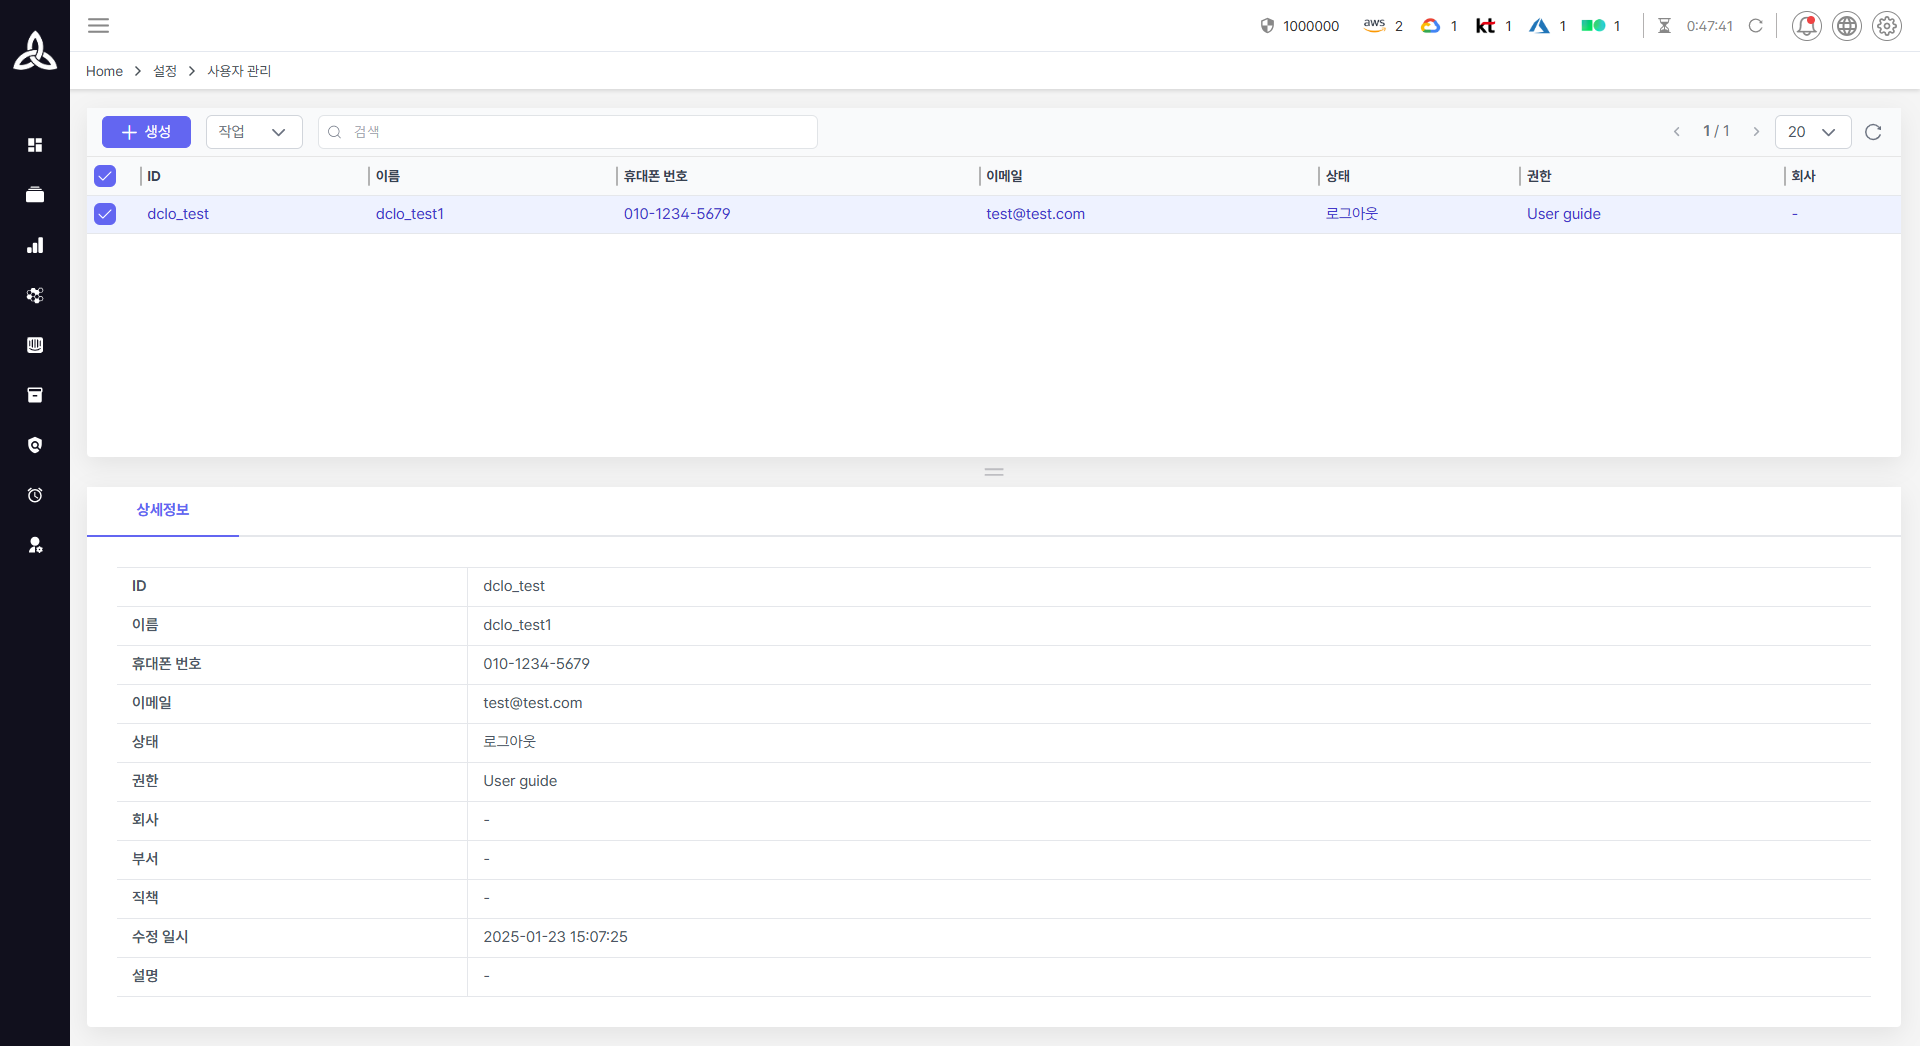 1000000 aws 2 1 kt 1 1 1 0:47:41
Home > 설정 > 사용자 관리
생성 작업 검색 1 / 1 20
ID 이름 휴대폰 번호 이메일 상태 권한 회사
dclo_test dclo_test1 010-1234-5679 test@test.com 로그아웃 User guide -
상세정보
ID dclo_test
이름 dclo_test1
휴대폰 번호 010-1234-5679
이메일 test@test.com
상태 로그아웃
권한 User guide
회사 -
부서 -
직책 -
수정 일시 2025-01-23 15:07:25
설명 -